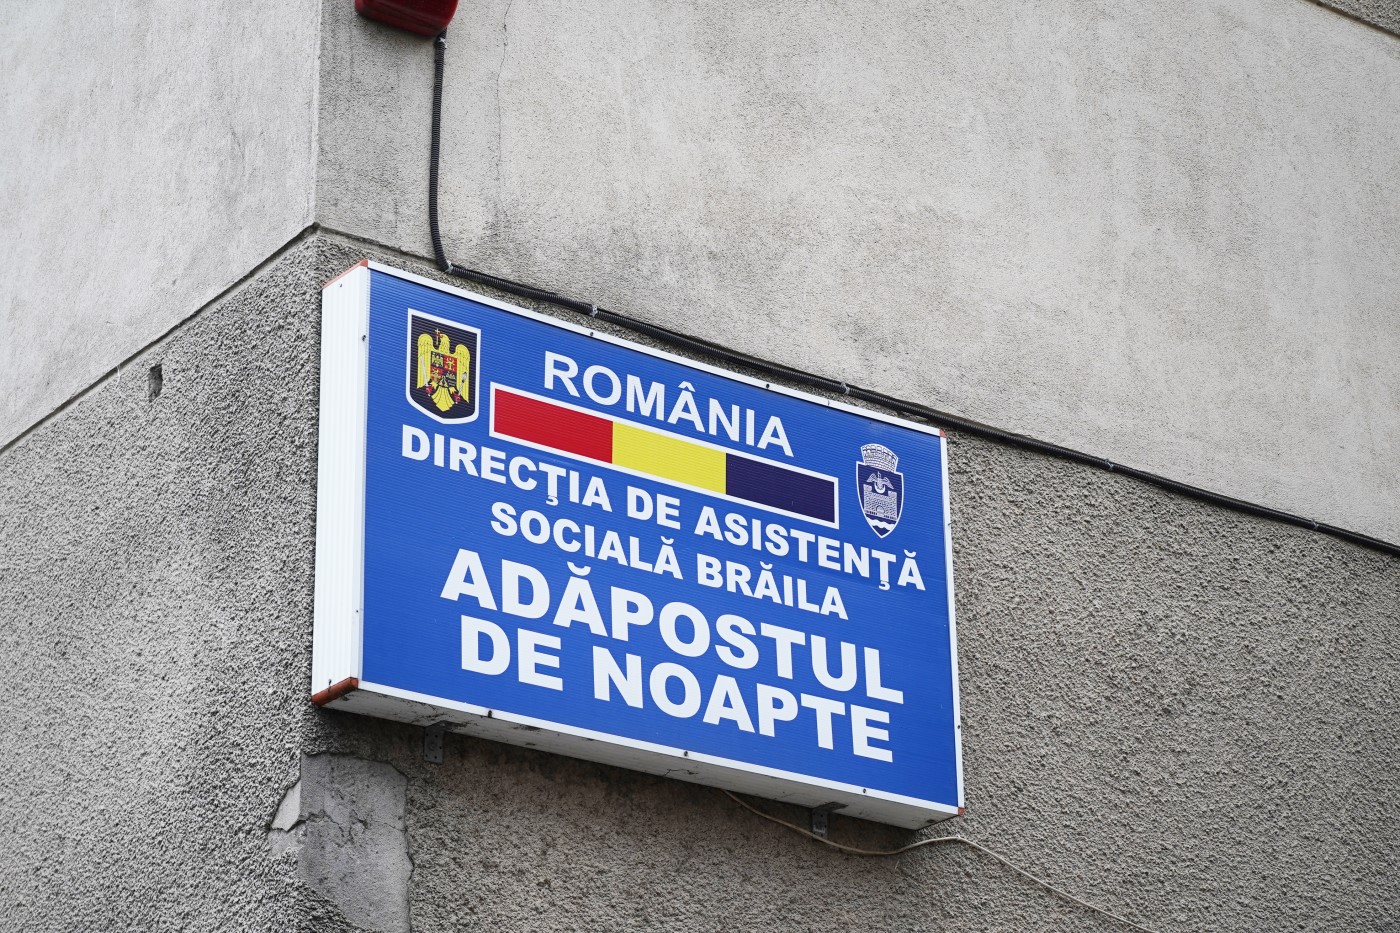 ROMÂNIA
DIRECŢIA DE ASISTENŢĂ
SOCIALĂ BRĂILA
ADĂPOSTUL
DE NOAPTE